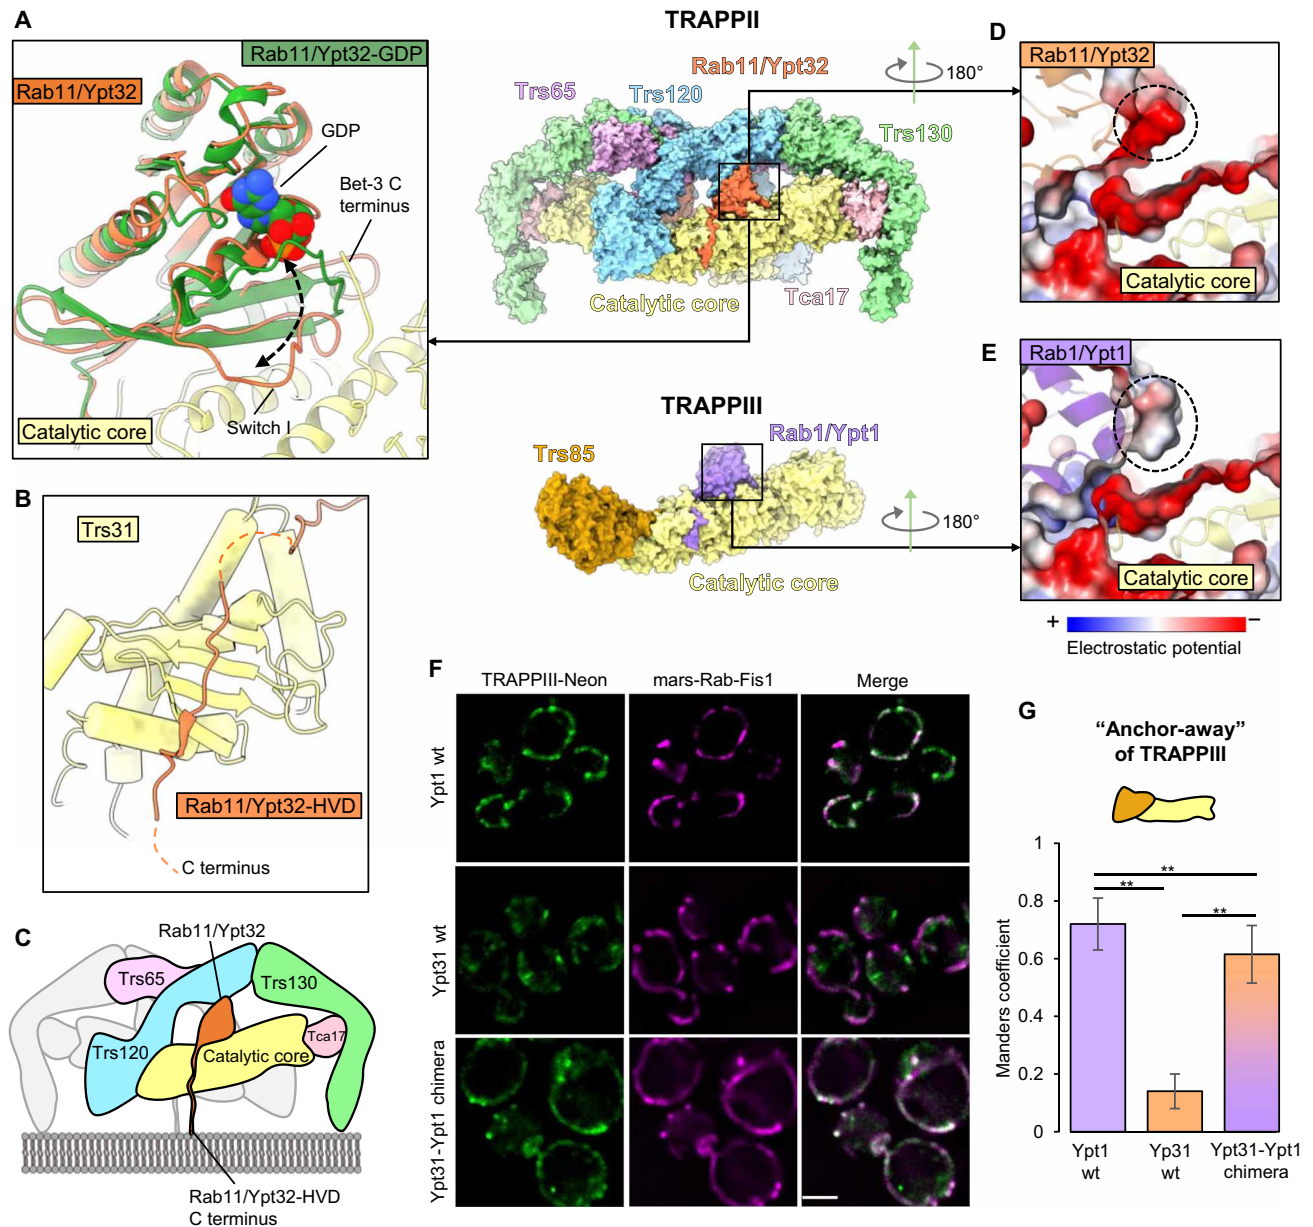 A
Rab11/Ypt32-GDP
Rab11/Ypt32
GDP
Bet-3 C
terminus
Switch I
Catalytic core
TRAPPII
Rab11/Ypt32
Trs65
Trs120
Trs130
180°
Catalytic core
Tca17
TRAPPIII
Rab1/Ypt1
Trs85
180°
Catalytic core
D
Rab11/Ypt32
Catalytic core
E
Rab1/Ypt1
Catalytic core
+
−
Electrostatic potential
B
Trs31
Rab11/Ypt32-HVD
C terminus
C
Rab11/Ypt32
Trs65
Trs130
Trs120
Catalytic core
Tca17
Rab11/Ypt32-HVD
C terminus
F
TRAPPIII-Neon
mars-Rab-Fis1
Merge
Ypt1 wt
Ypt31 wt
Ypt31-Ypt1 chimera
G
“Anchor-away”
of TRAPPIII
Manders coefficient
1
0.8
0.6
0.4
0.2
0
**
**
**
Ypt1
wt
Yp31
wt
Ypt31-Ypt1
chimera